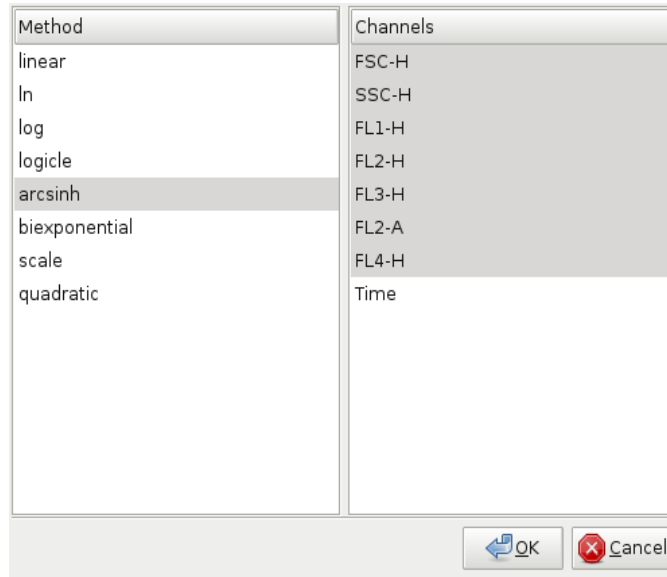 Method
linear
ln
log
logicle
arcsinh
biexponential
scale
quadratic
Channels
FSC-H
SSC-H
FL1-H
FL2-H
FL3-H
FL2-A
FL4-H
Time
OK
Cancel